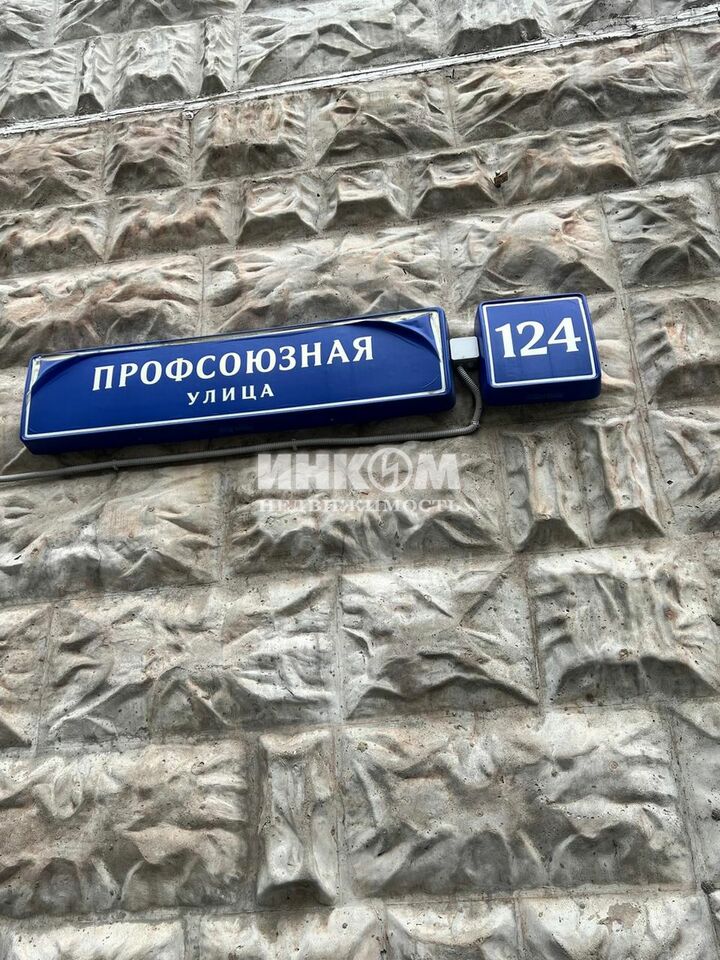 ПРОФСОЮЗНАЯ
УЛИЦА
124
ИНКОМ
НЕДВИЖИМОСТЬ